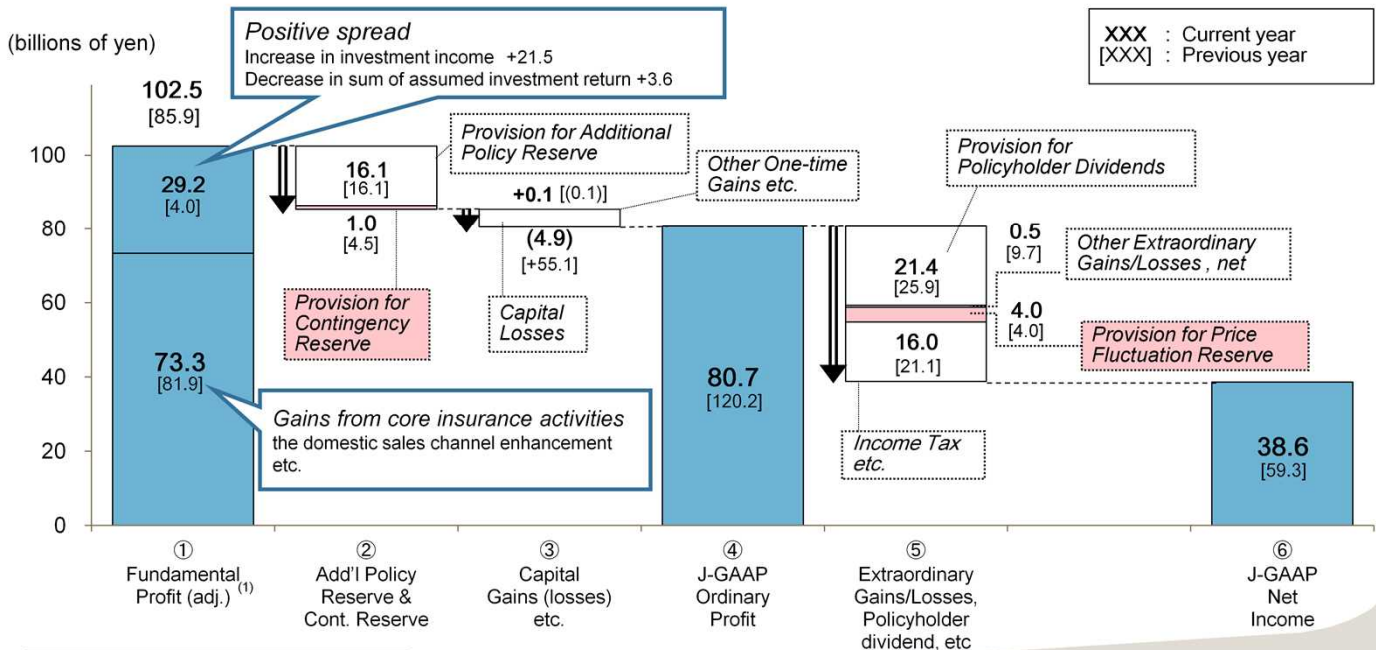 (billions of yen)
Positive spread
Increase in investment income +21.5
Decrease in sum of assumed investment return +3.6
XXX : Current year
[XXX] : Previous year
102.5
[85.9]
100
80
60
40
20
0
29.2
[4.0]
73.3
[81.9]
Gains from core insurance activities
the domestic sales channel enhancement
etc.
Provision for Additional
Policy Reserve
16.1
[16.1]
1.0
[4.5]
Provision for
Contingency
Reserve
Other One-time
Gains etc.
+0.1 [(0.1)]
(4.9)
[+55.1]
Capital
Losses
80.7
[120.2]
Provision for
Policyholder Dividends
21.4
[25.9]
0.5
[9.7]
Other Extraordinary
Gains/Losses , net
4.0
[4.0]
Provision for Price
Fluctuation Reserve
16.0
[21.1]
Income Tax
etc.
38.6
[59.3]
①
Fundamental
Profit (adj.) (1)
②
Add'l Policy
Reserve &
Cont. Reserve
③
Capital
Gains (losses)
etc.
④
J-GAAP
Ordinary
Profit
⑤
Extraordinary
Gains/Losses,
Policyholder
dividend, etc
⑥
J-GAAP
Net
Income